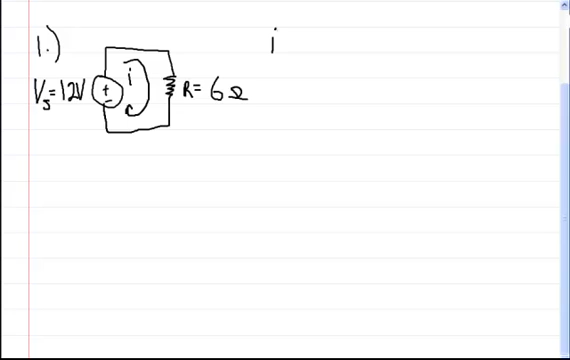 1.)
i
Vs=12V + - i R= 6Ω